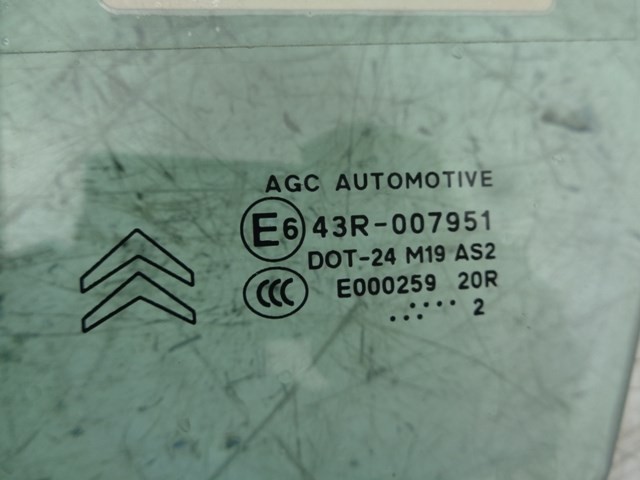 AGC AUTOMOTIVE
E6 43R-007951
DOT-24 M19 AS2
CCC E000259 20R
..:.:.... 2